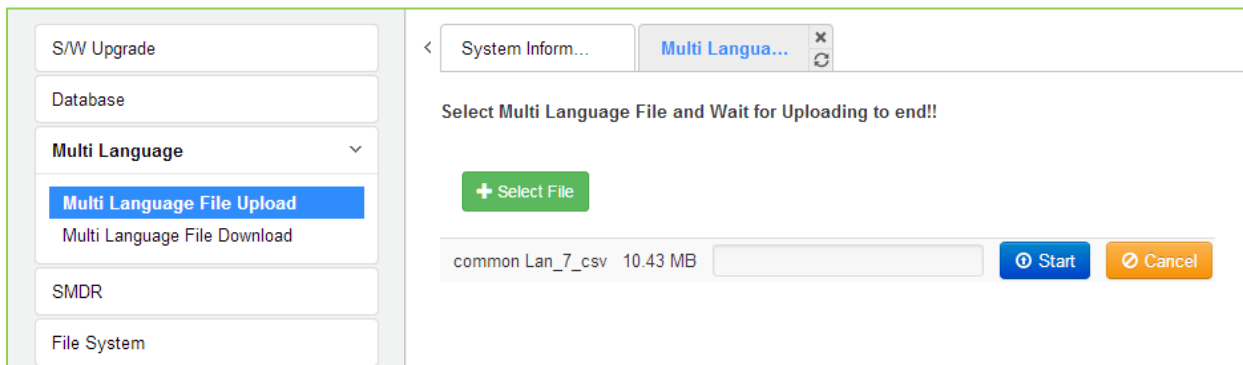 S/W Upgrade
Database
Multi Language
Multi Language File Upload
Multi Language File Download
SMDR
File System
System Inform...
Multi Langua...
Select Multi Language File and Wait for Uploading to end!!
Select File
common Lan_7_csv 10.43 MB Start Cancel